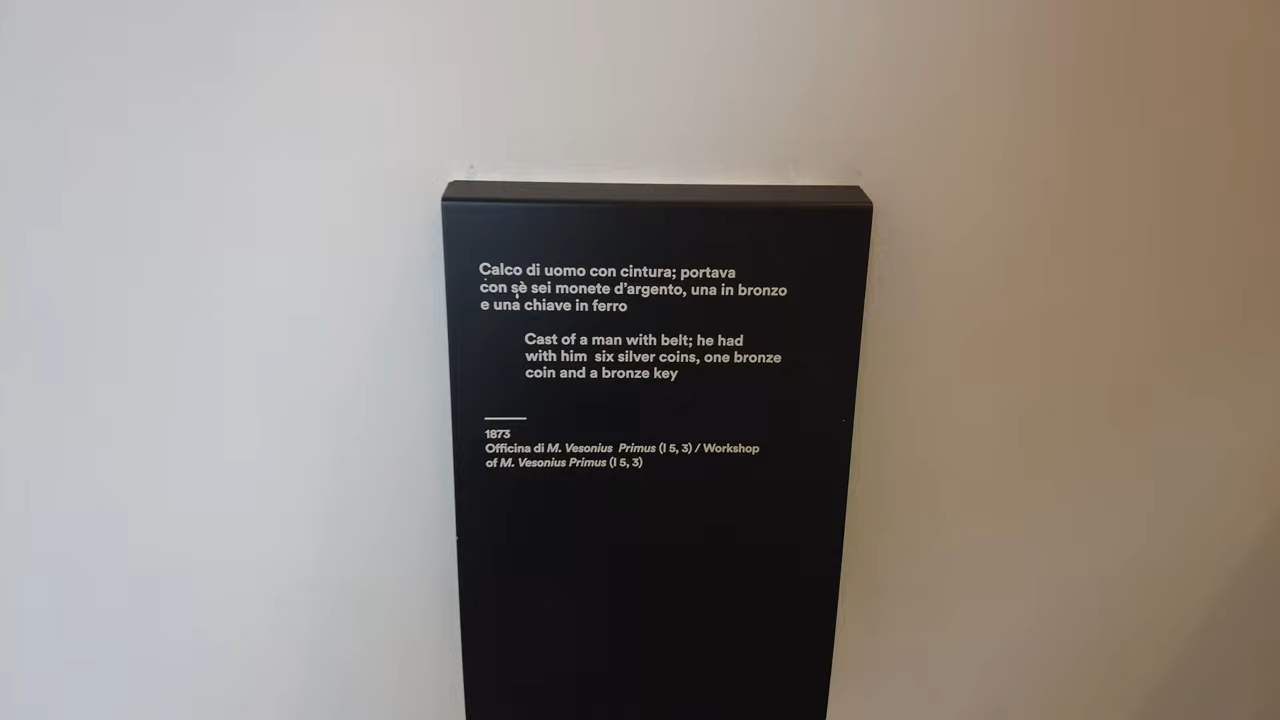 Calco di uomo con cintura; portava
con sè sei monete d'argento, una in bronzo
e una chiave in ferro
Cast of a man with belt; he had
with him  six silver coins, one bronze
coin and a bronze key
1873
Officina di M. Vesonius  Primus (I 5, 3) / Workshop
of M. Vesonius Primus (I 5, 3)